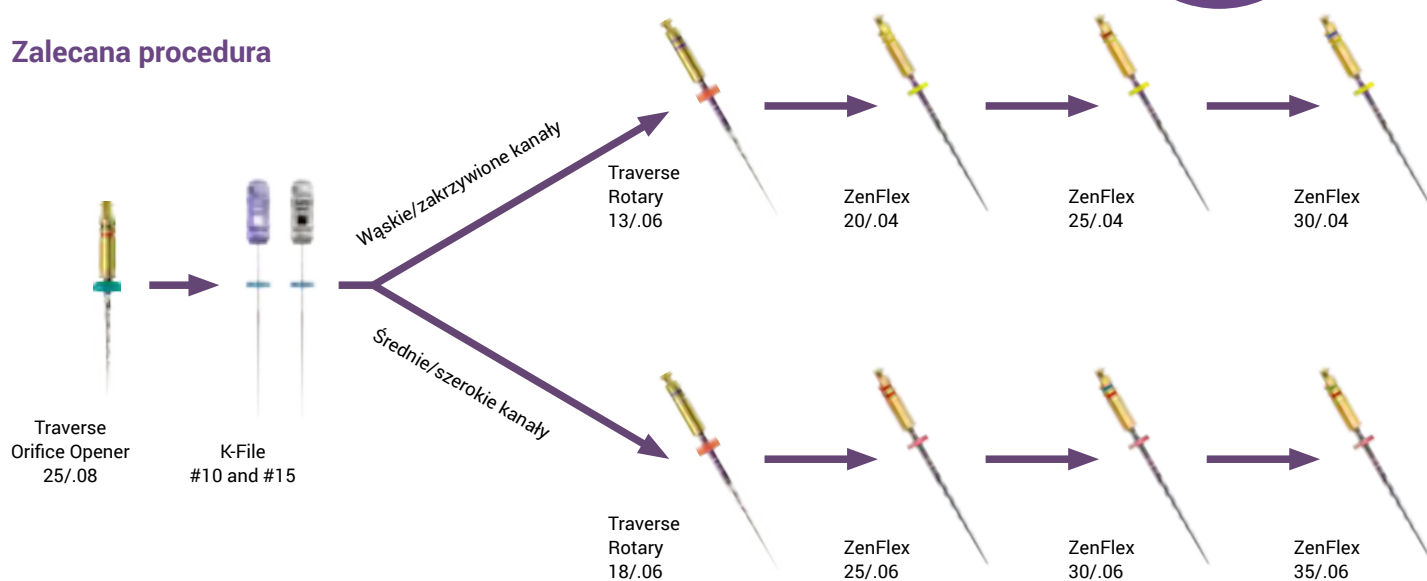 Zalecana procedura
Traverse
Orifice Opener
25/.08
K-File
#10 and #15
Wąskie/zakrzywione kanały
Traverse
Rotary
13/.06
ZenFlex
20/.04
ZenFlex
25/.04
ZenFlex
30/.04
Średnie/szerokie kanały
Traverse
Rotary
18/.06
ZenFlex
25/.06
ZenFlex
30/.06
ZenFlex
35/.06